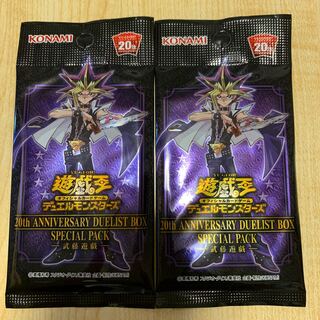 KONAMI
20th
遊戯王
オフィシャルカードゲーム
デュエルモンスターズ
20th ANNIVERSARY DUELIST BOX
SPECIAL PACK
武藤遊戯
KONAMI
20th
遊戯王
オフィシャルカードゲーム
デュエルモンスターズ
20th ANNIVERSARY DUELIST BOX
SPECIAL PACK
武藤遊戯